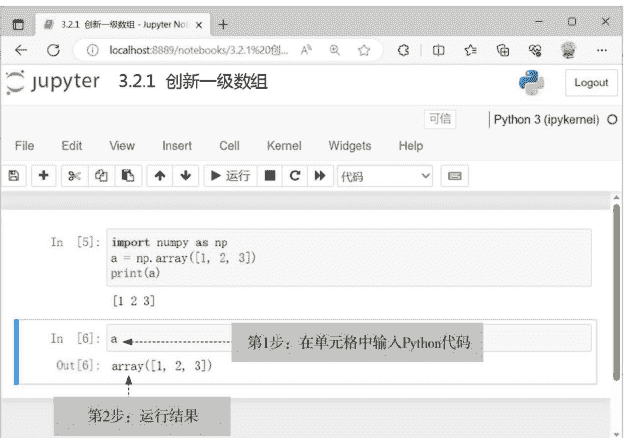 3.2.1 创新一级数组 - Jupyter Not
localhost:8889/notebooks/3.2.1%20创...
jupyter 3.2.1 创新一级数组
Logout
可信
Python 3 (ipykernel)
File Edit View Insert Cell Kernel Widgets Help
运行 代码
In [5]: import numpy as np
a = np.array([1, 2, 3])
print(a)
[1 2 3]
In [6]: a
第1步：在单元格中输入Python代码
Out[6]: array([1, 2, 3])
第2步：运行结果